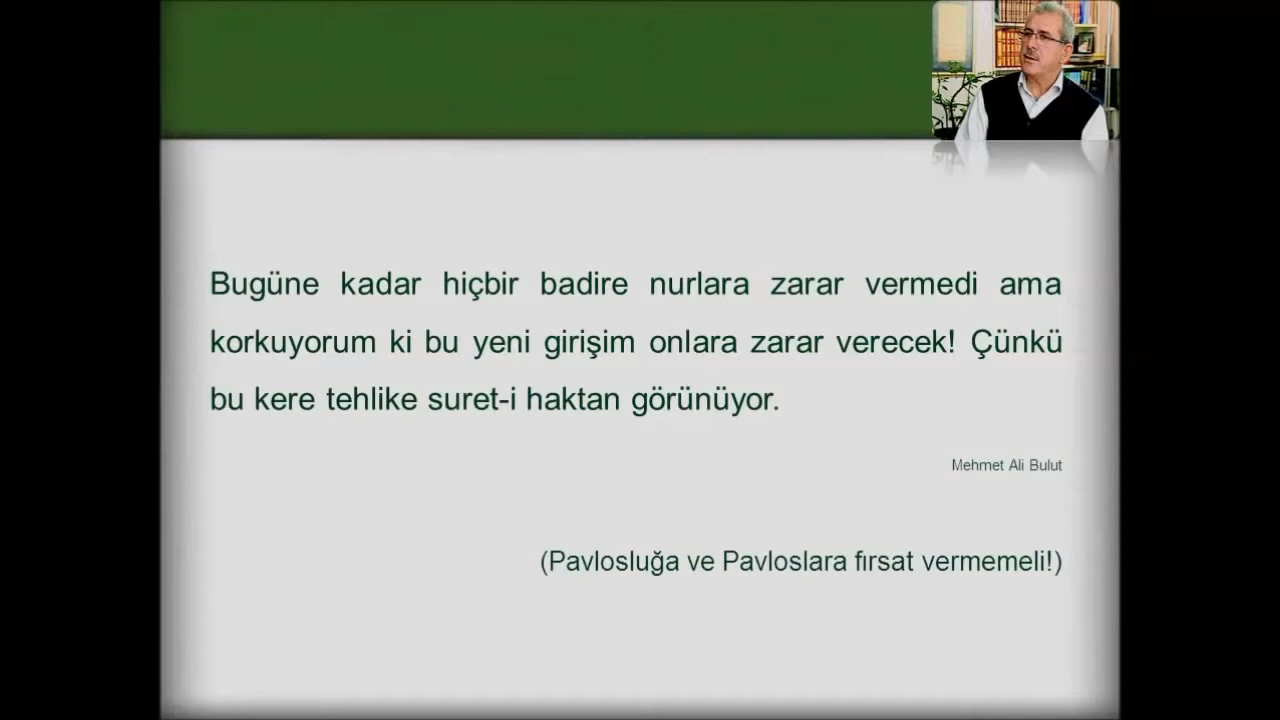 Bugüne kadar hiçbir badire nurlara zarar vermedi ama
korkuyorum ki bu yeni girişim onlara zarar verecek! Çünkü
bu kere tehlike suret-i haktan görünüyor.
Mehmet Ali Bulut
(Pavlosluğa ve Pavloslara fırsat vermemeli!)